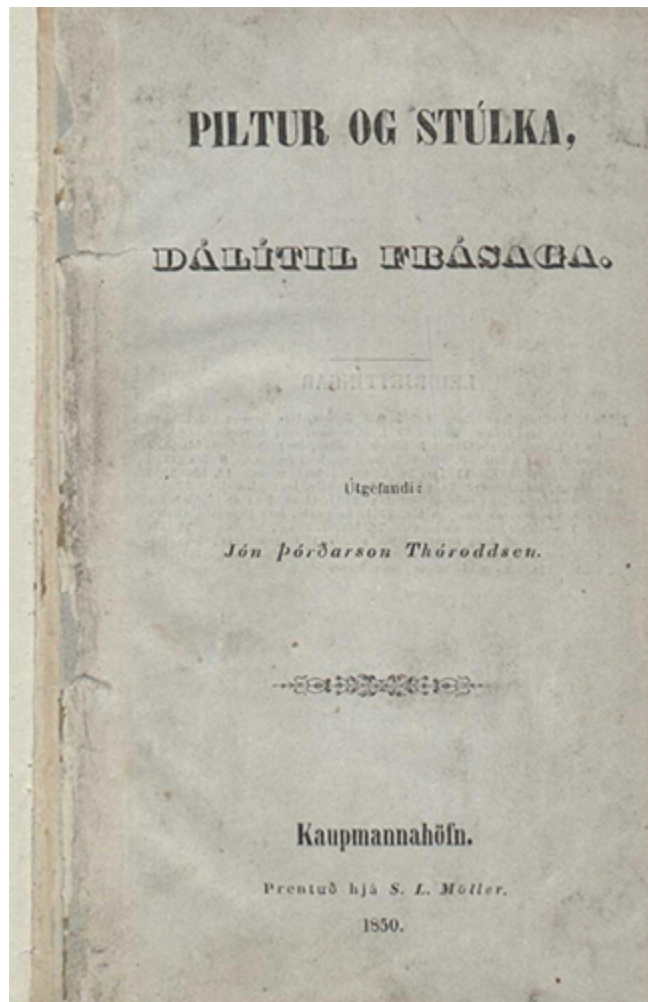 PILTUR OG STÚLKA,
DÁLÍTIL FRÁSAGA.
Útgefandi:
Jón Þórðarson Thóroddsen.
Kaupmannahöfn.
Prentuð hjá S. L. Möller.
1850.